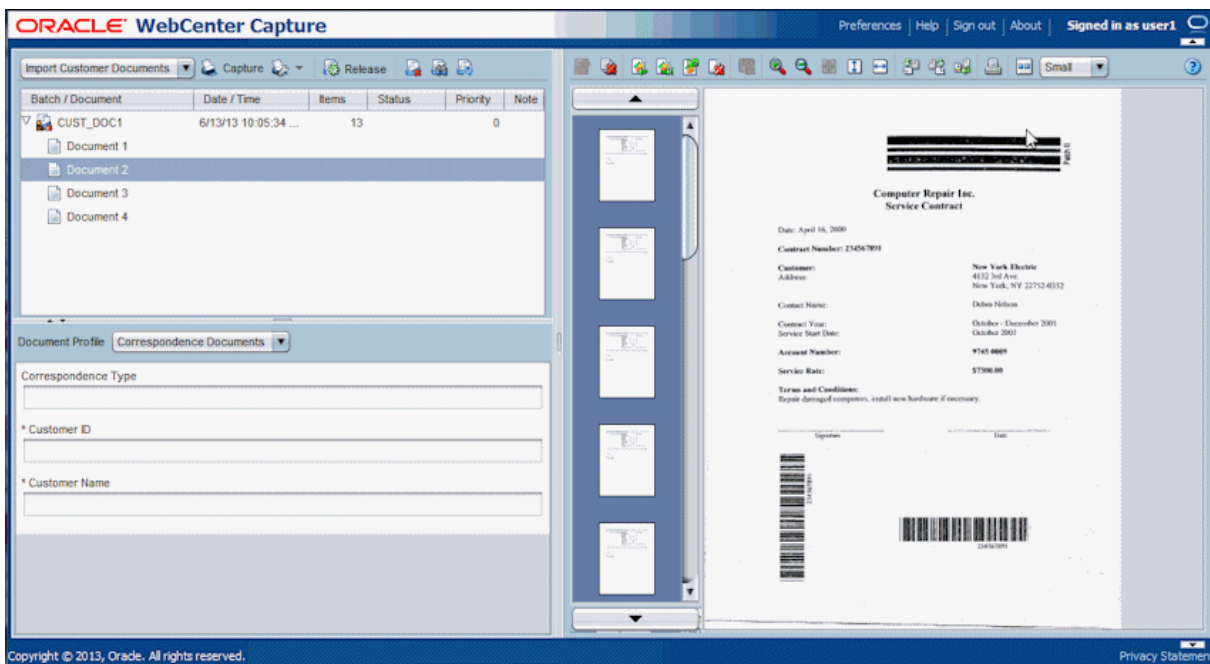 ORACLE WebCenter Capture
Preferences | Help | Sign out | About | Signed in as user1
Import Customer Documents Capture Release
Small
Batch / Document Date / Time Items Status Priority Note
CUST_DOC1 6/13/13 10:05:34 ... 13 0
Document 1
Document 2
Document 3
Document 4
Document Profile Correspondence Documents
Correspondence Type
* Customer ID
* Customer Name
Patch II
Computer Repair Inc.
Service Contract
Date: April 16, 2000
Contract Number: 234567891
Customer: New York Electric
Address: 4132 3rd Ave.
New York, NY 22752-0352
Contact Name: Debra Nelson
Contract Year: October - December 2001
Service Start Date: October 2001
Account Number: 9745-0009
Service Rate: $7300.00
Terms and Conditions:
Repair damaged computers, install new hardware if necessary.
Signature Date
234567891
234567891
Copyright © 2013, Oracle. All rights reserved.
Privacy Statemen